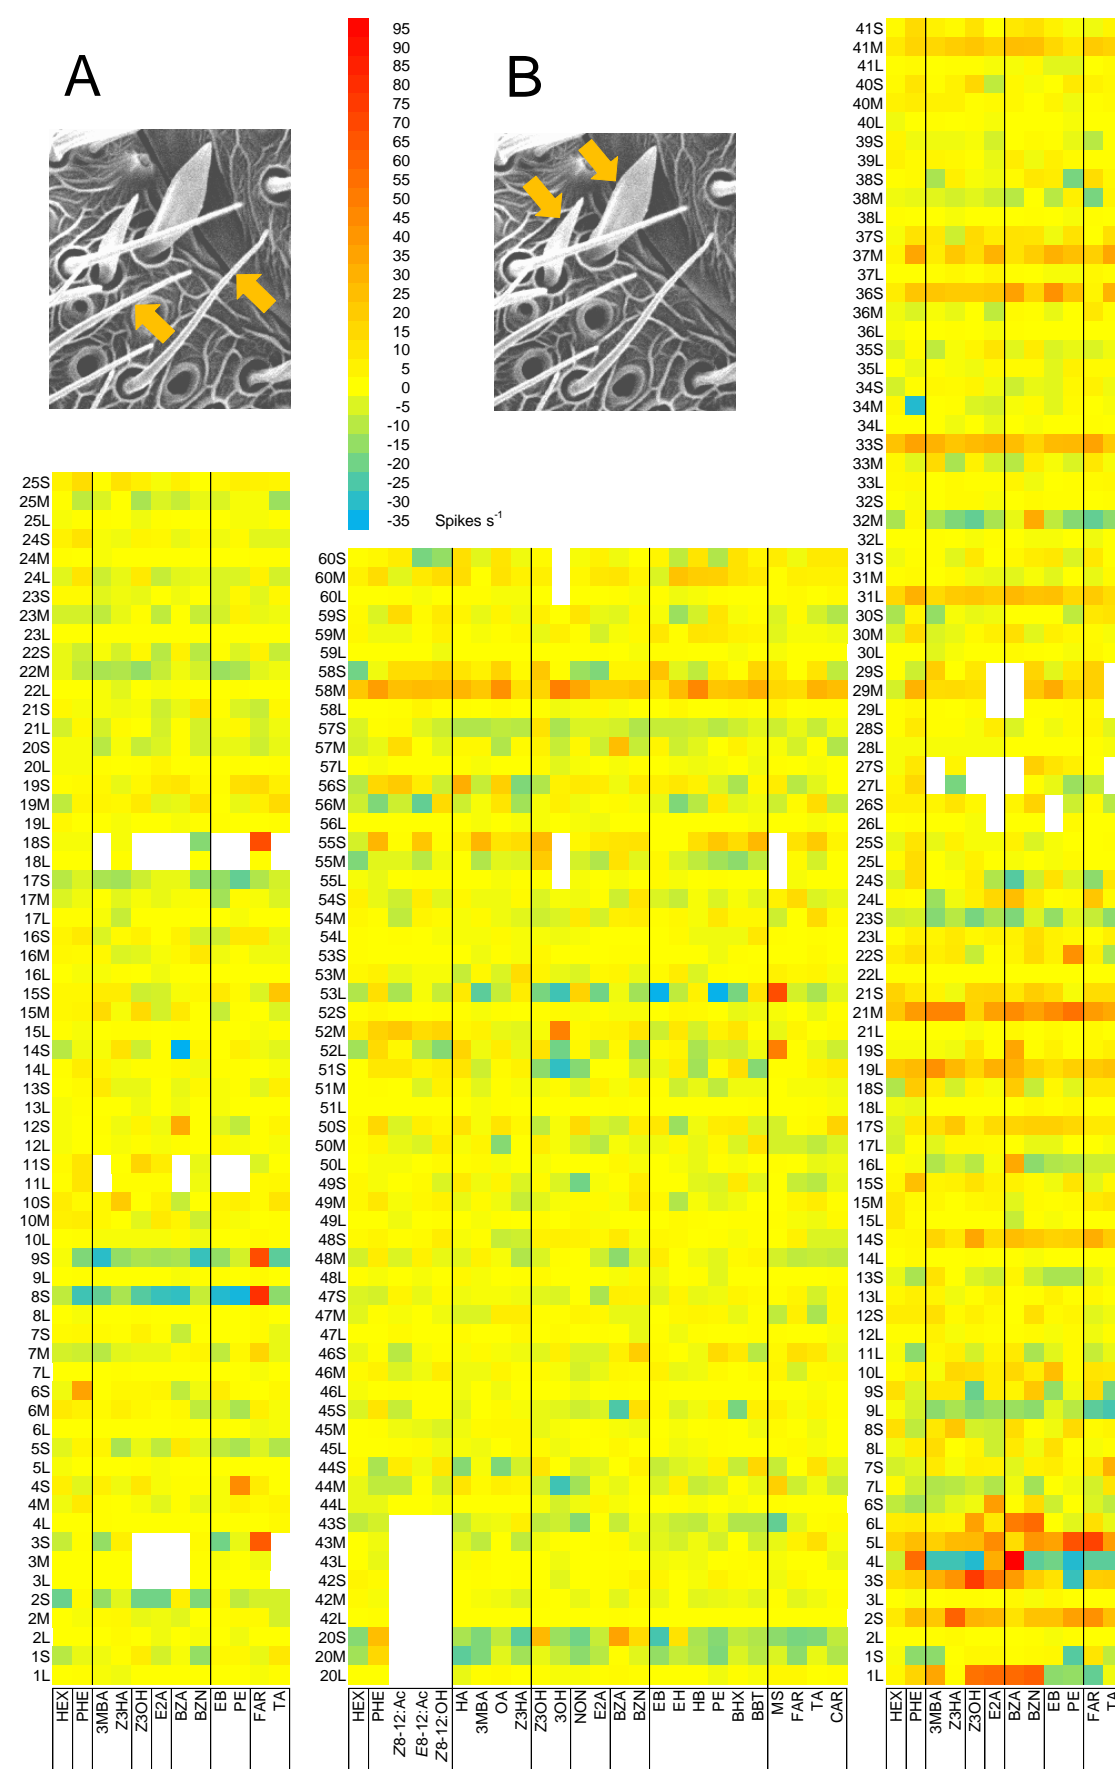 A
B
95
90
85
80
75
70
65
60
55
50
45
40
35
30
25
20
15
10
5
0
-5
-10
-15
-20
-25
-30
-35
Spikes s-1
25S
25M
25L
24S
24M
24L
23S
23M
23L
22S
22M
22L
21S
21L
20S
20L
19S
19M
19L
18S
18L
17S
17M
17L
16S
16M
16L
15S
15M
15L
14S
14L
13S
13L
12S
12L
11S
11L
10S
10M
10L
9S
9L
8S
8L
7S
7M
7L
6S
6M
6L
5S
5L
4S
4M
4L
3S
3M
3L
2S
2M
2L
1S
1L
HEX
PHE
3MBA
Z3HA
Z3OH
E2A
BZA
BZN
EB
PE
FAR
TA
60S
60M
60L
59S
59M
59L
58S
58M
58L
57S
57M
57L
56S
56M
56L
55S
55M
55L
54S
54M
54L
53S
53M
53L
52S
52M
52L
51S
51M
51L
50S
50M
50L
49S
49M
49L
48S
48M
48L
47S
47M
47L
46S
46M
46L
45S
45M
45L
44S
44M
44L
43S
43M
43L
42S
42M
42L
20S
20M
20L
HEX
PHE
Z8-12:Ac
E8-12:Ac
Z8-12:OH
HA
3MBA
OA
Z3HA
Z3OH
3OH
NON
E2A
BZA
BZN
EB
EH
HB
PE
BHX
BBT
MS
FAR
TA
CAR
41S
41M
41L
40S
40M
40L
39S
39L
38S
38M
38L
37S
37M
37L
36S
36M
36L
35S
35L
34S
34M
34L
33S
33M
33L
32S
32M
32L
31S
31M
31L
30S
30M
30L
29S
29M
29L
28S
28L
27S
27L
26S
26L
25S
25L
24S
24L
23S
23L
22S
22L
21S
21M
21L
19S
19L
18S
18L
17S
17L
16L
15S
15M
15L
14S
14L
13S
13L
12S
12L
11L
10L
9S
9L
8S
8L
7S
7L
6S
6L
5L
4L
3S
3L
2S
2L
1S
1L
HEX
PHE
3MBA
Z3HA
Z3OH
E2A
BZA
BZN
EB
PE
FAR
TA